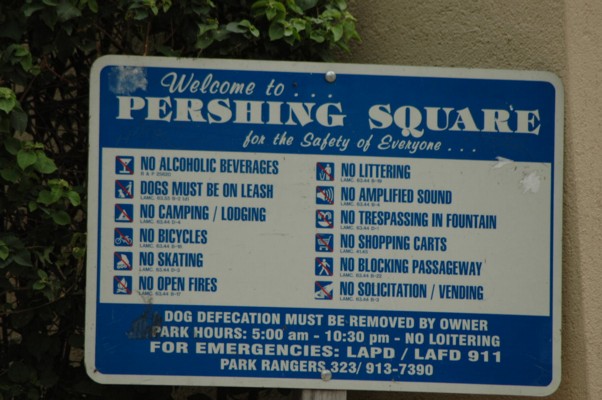 Welcome to . . .
PERSHING SQUARE
for the Safety of Everyone . . .
NO ALCOHOLIC BEVERAGES
DOGS MUST BE ON LEASH
NO CAMPING / LODGING
NO BICYCLES
NO SKATING
NO OPEN FIRES
NO LITTERING
NO AMPLIFIED SOUND
NO TRESPASSING IN FOUNTAIN
NO SHOPPING CARTS
NO BLOCKING PASSAGEWAY
NO SOLICITATION / VENDING
DOG DEFECATION MUST BE REMOVED BY OWNER
PARK HOURS: 5:00 am - 10:30 pm - NO LOITERING
FOR EMERGENCIES: LAPD / LAFD 911
PARK RANGERS 323/ 913-7390